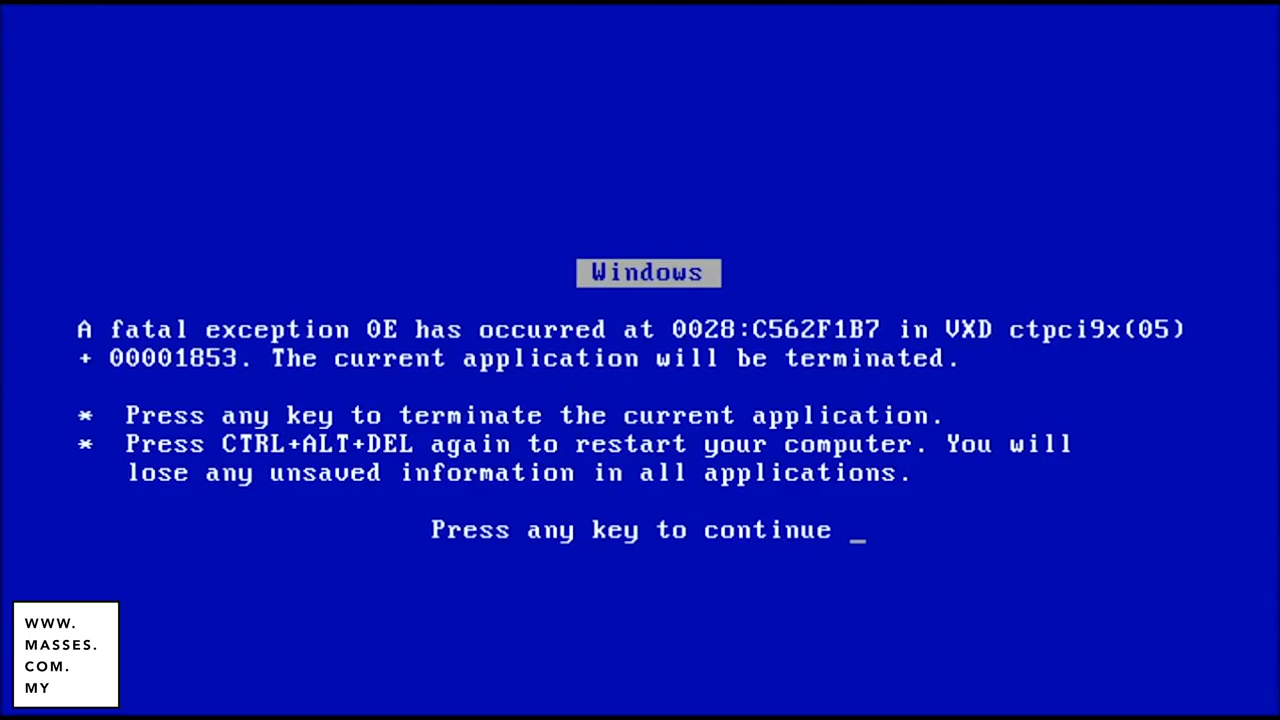 Windows
A fatal exception 0E has occurred at 0028:C562F1B7 in VXD ctpci9x(05)
+ 00001853. The current application will be terminated.
*  Press any key to terminate the current application.
*  Press CTRL+ALT+DEL again to restart your computer. You will
lose any unsaved information in all applications.
Press any key to continue _
WWW.
MASSES.
COM.
MY